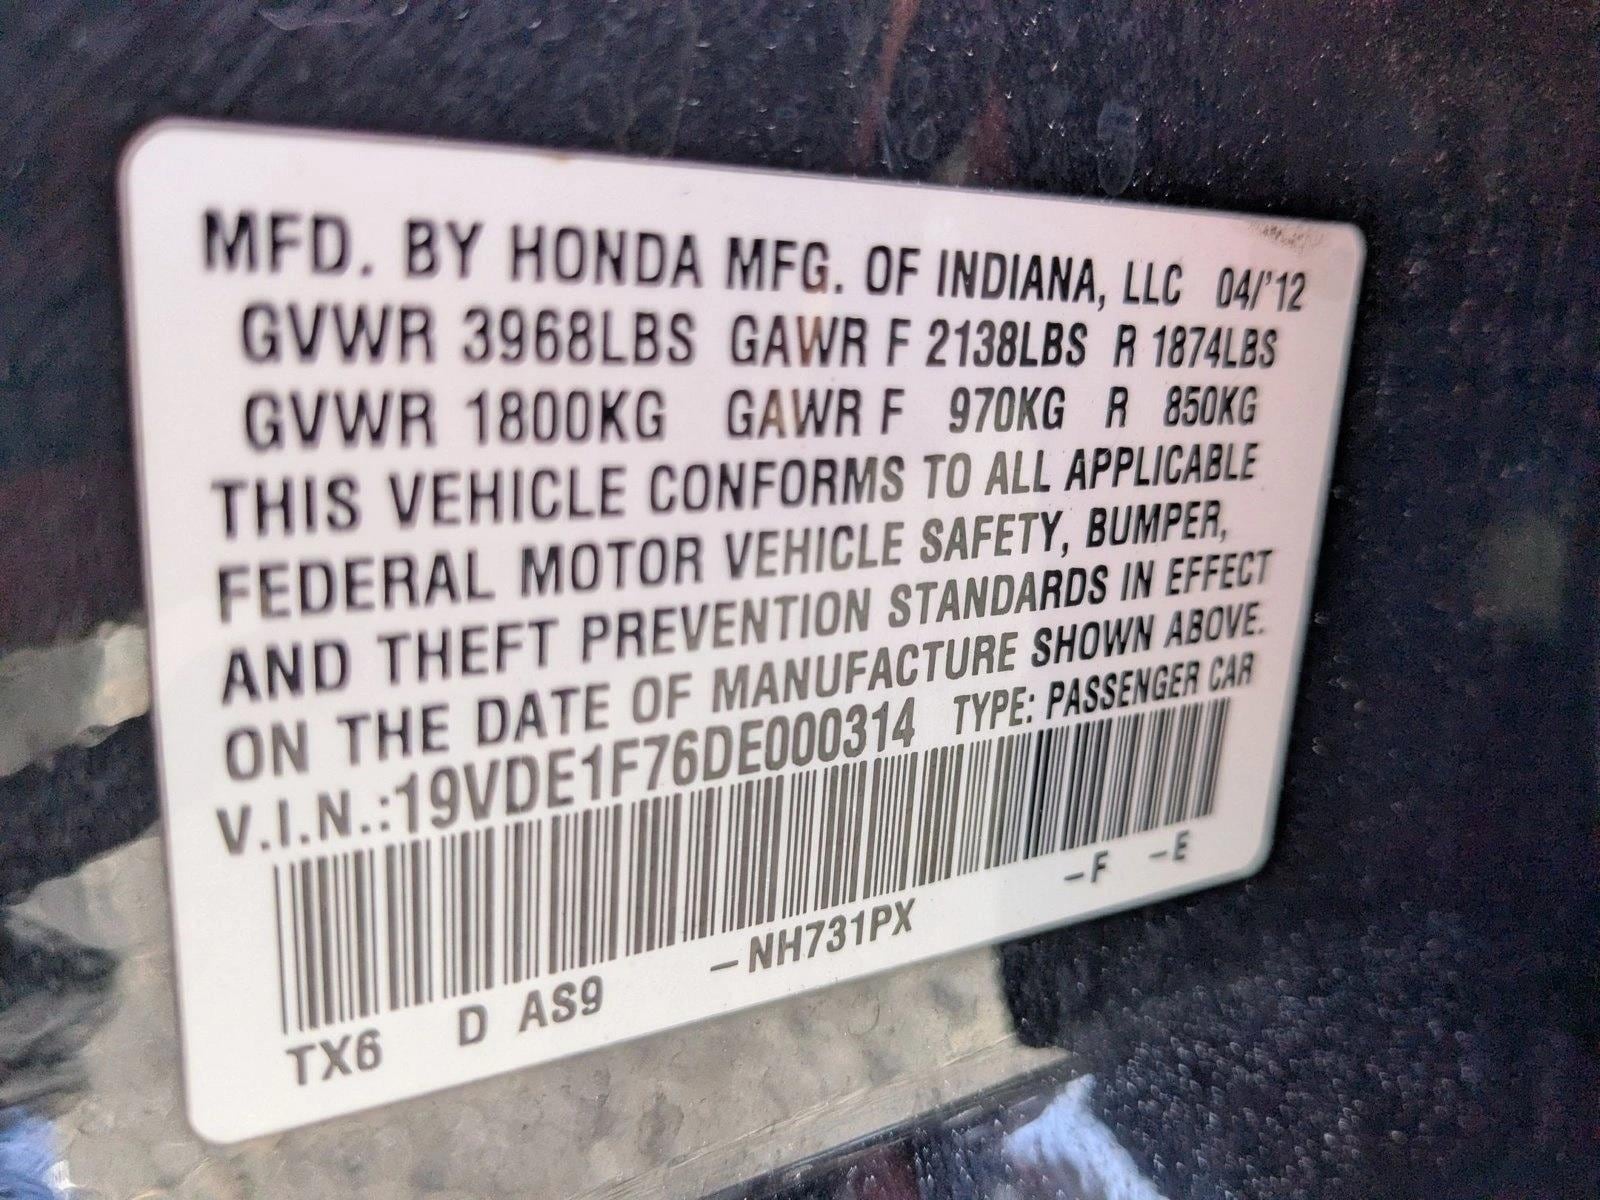 MFD. BY HONDA MFG. OF INDIANA, LLC 04/'12
GVWR 3968LBS GAWR F 2138LBS R 1874LBS
GVWR 1800KG GAWR F 970KG R 850KG
THIS VEHICLE CONFORMS TO ALL APPLICABLE
FEDERAL MOTOR VEHICLE SAFETY, BUMPER,
AND THEFT PREVENTION STANDARDS IN EFFECT
ON THE DATE OF MANUFACTURE SHOWN ABOVE.
V.I.N.:19VDE1F76DE000314 TYPE: PASSENGER CAR
TX6 D AS9 –NH731PX –F –E